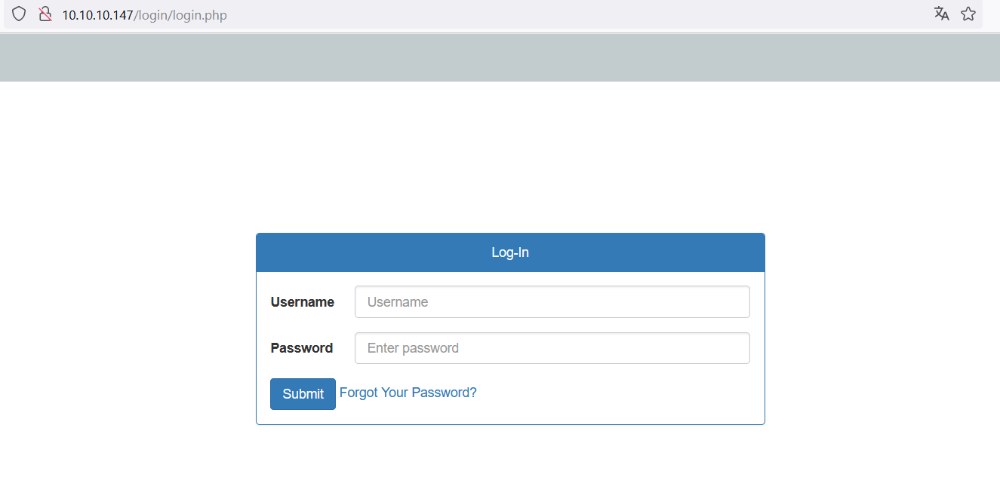 10.10.10.147/login/login.php
Log-In
Username Username
Password Enter password
Submit Forgot Your Password?